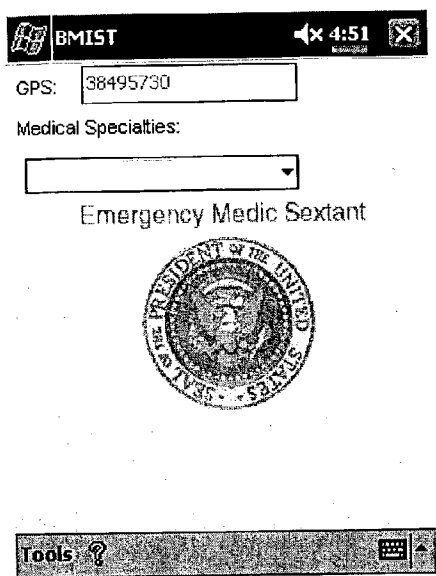 BMIST 4:51
GPS: 38495730
Medical Specialties:
Emergency Medic Sextant
SEAL OF THE PRESIDENT OF THE UNITED STATES
Tools ?